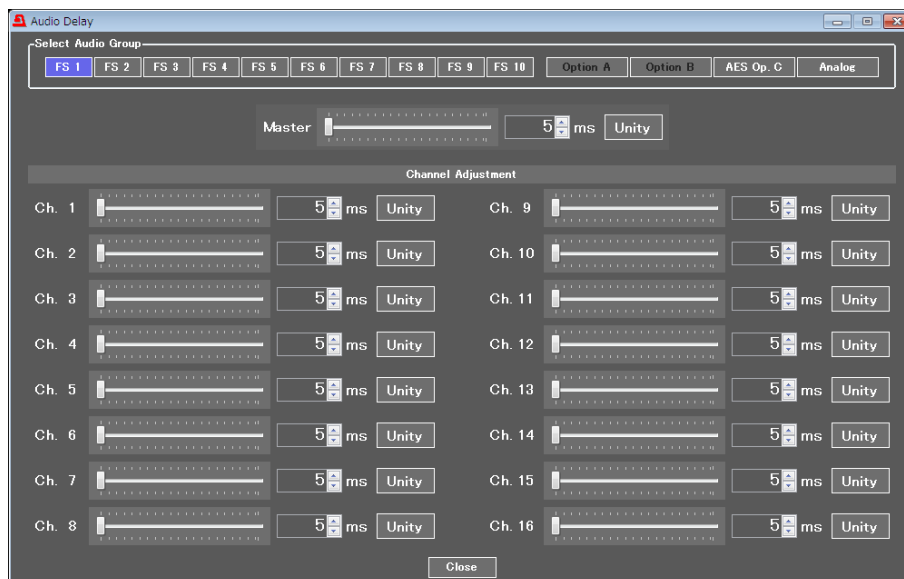 Audio Delay
Select Audio Group
FS 1 FS 2 FS 3 FS 4 FS 5 FS 6 FS 7 FS 8 FS 9 FS 10 Option A Option B AES Op. C Analog
Master 5 ms Unity
Channel Adjustment
Ch. 1 5 ms Unity Ch. 9 5 ms Unity
Ch. 2 5 ms Unity Ch. 10 5 ms Unity
Ch. 3 5 ms Unity Ch. 11 5 ms Unity
Ch. 4 5 ms Unity Ch. 12 5 ms Unity
Ch. 5 5 ms Unity Ch. 13 5 ms Unity
Ch. 6 5 ms Unity Ch. 14 5 ms Unity
Ch. 7 5 ms Unity Ch. 15 5 ms Unity
Ch. 8 5 ms Unity Ch. 16 5 ms Unity
Close